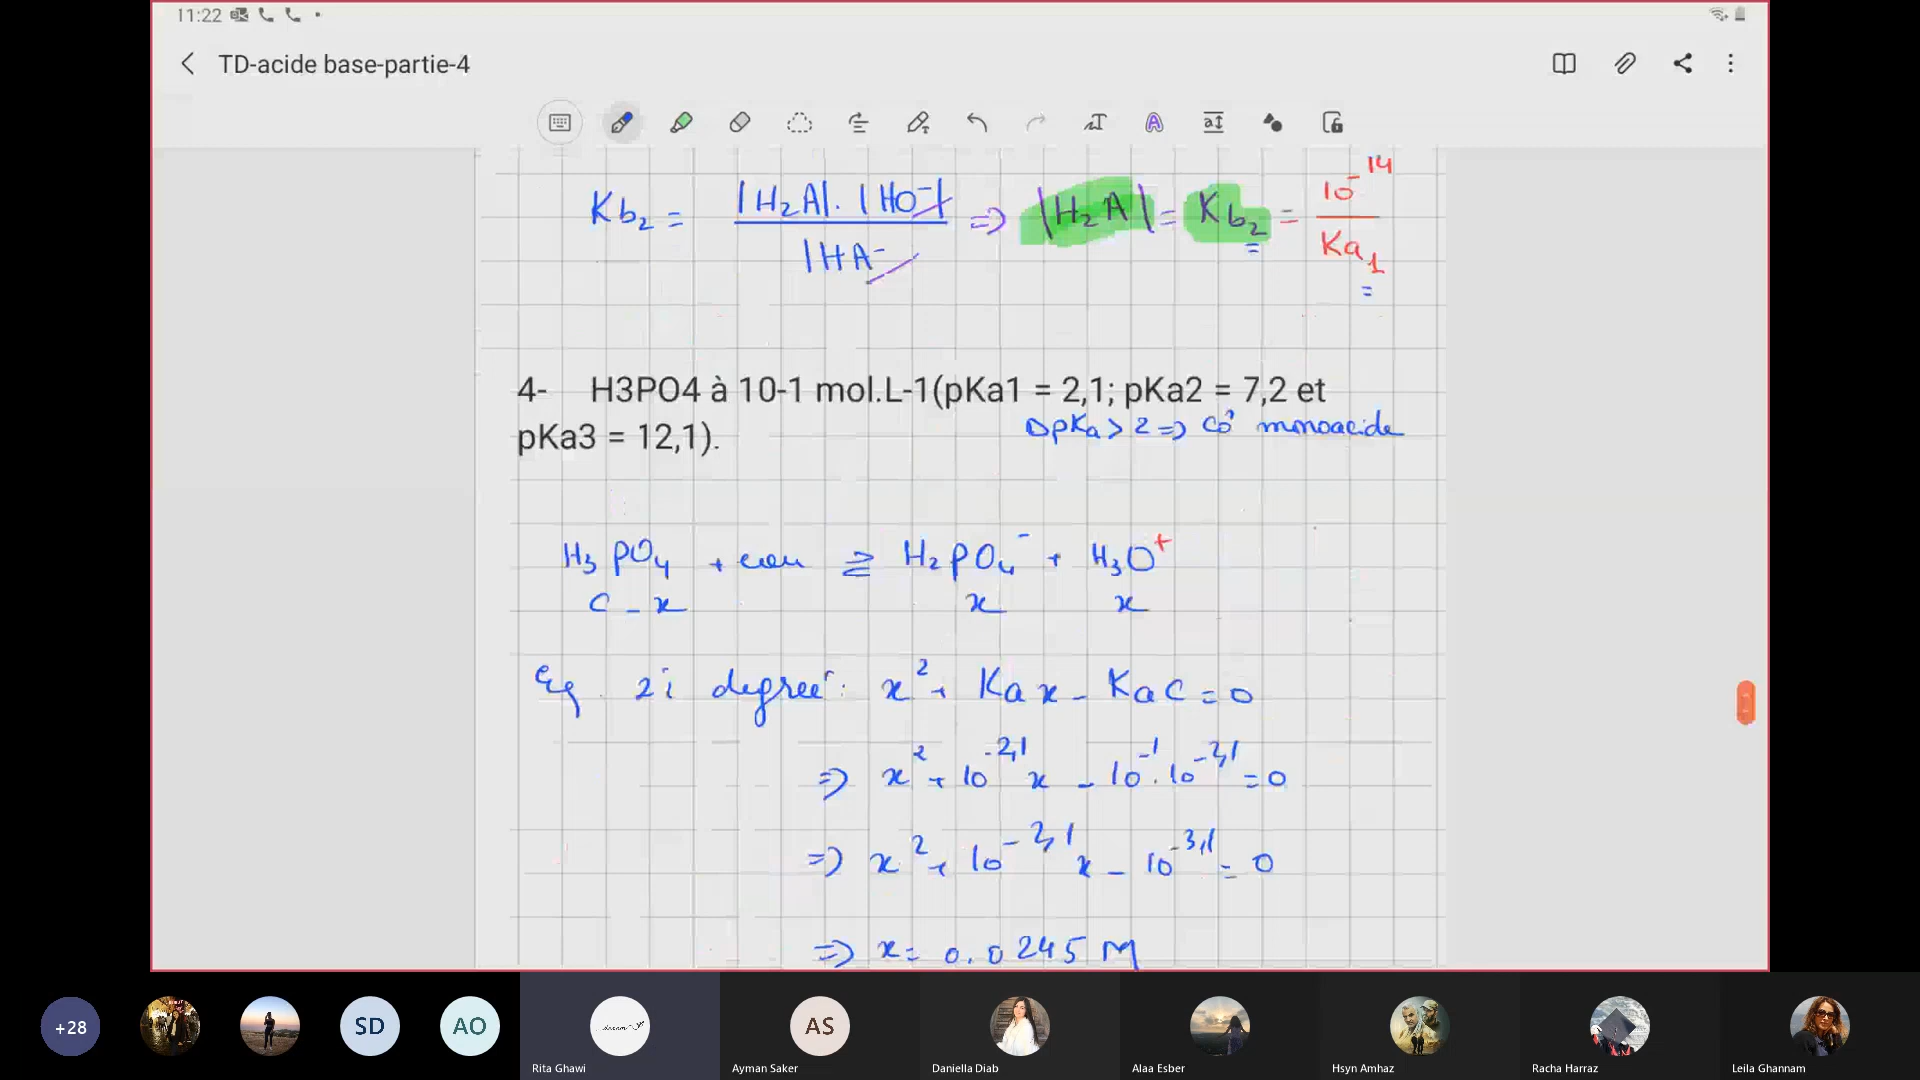 11:22
TD-acide base-partie-4
Kb₂ = |H₂A|.|HO⁻| / |HA⁻ => |H₂A| = Kb₂ = 10⁻¹⁴ / Ka₁
4- H3PO4 à 10-1 mol.L-1(pKa1 = 2,1; pKa2 = 7,2 et
pKa3 = 12,1).
ΔpKa > 2 => Cô monoacide
H₃PO₄ + eau ⇌ H₂PO₄⁻ + H₃O⁺
C - x x x
Eq. 2i degree: x² + Ka x - KaC = 0
=> x² + 10⁻²,¹ x - 10⁻¹.10⁻²,¹ = 0
=> x² + 10⁻²,¹ x - 10⁻³,¹ = 0
=> x = 0.0245 M
+28
SD
AO
dream
AS
Rita Ghawi
Ayman Saker
Daniella Diab
Alaa Esber
Hsyn Amhaz
Racha Harraz
Leila Ghannam